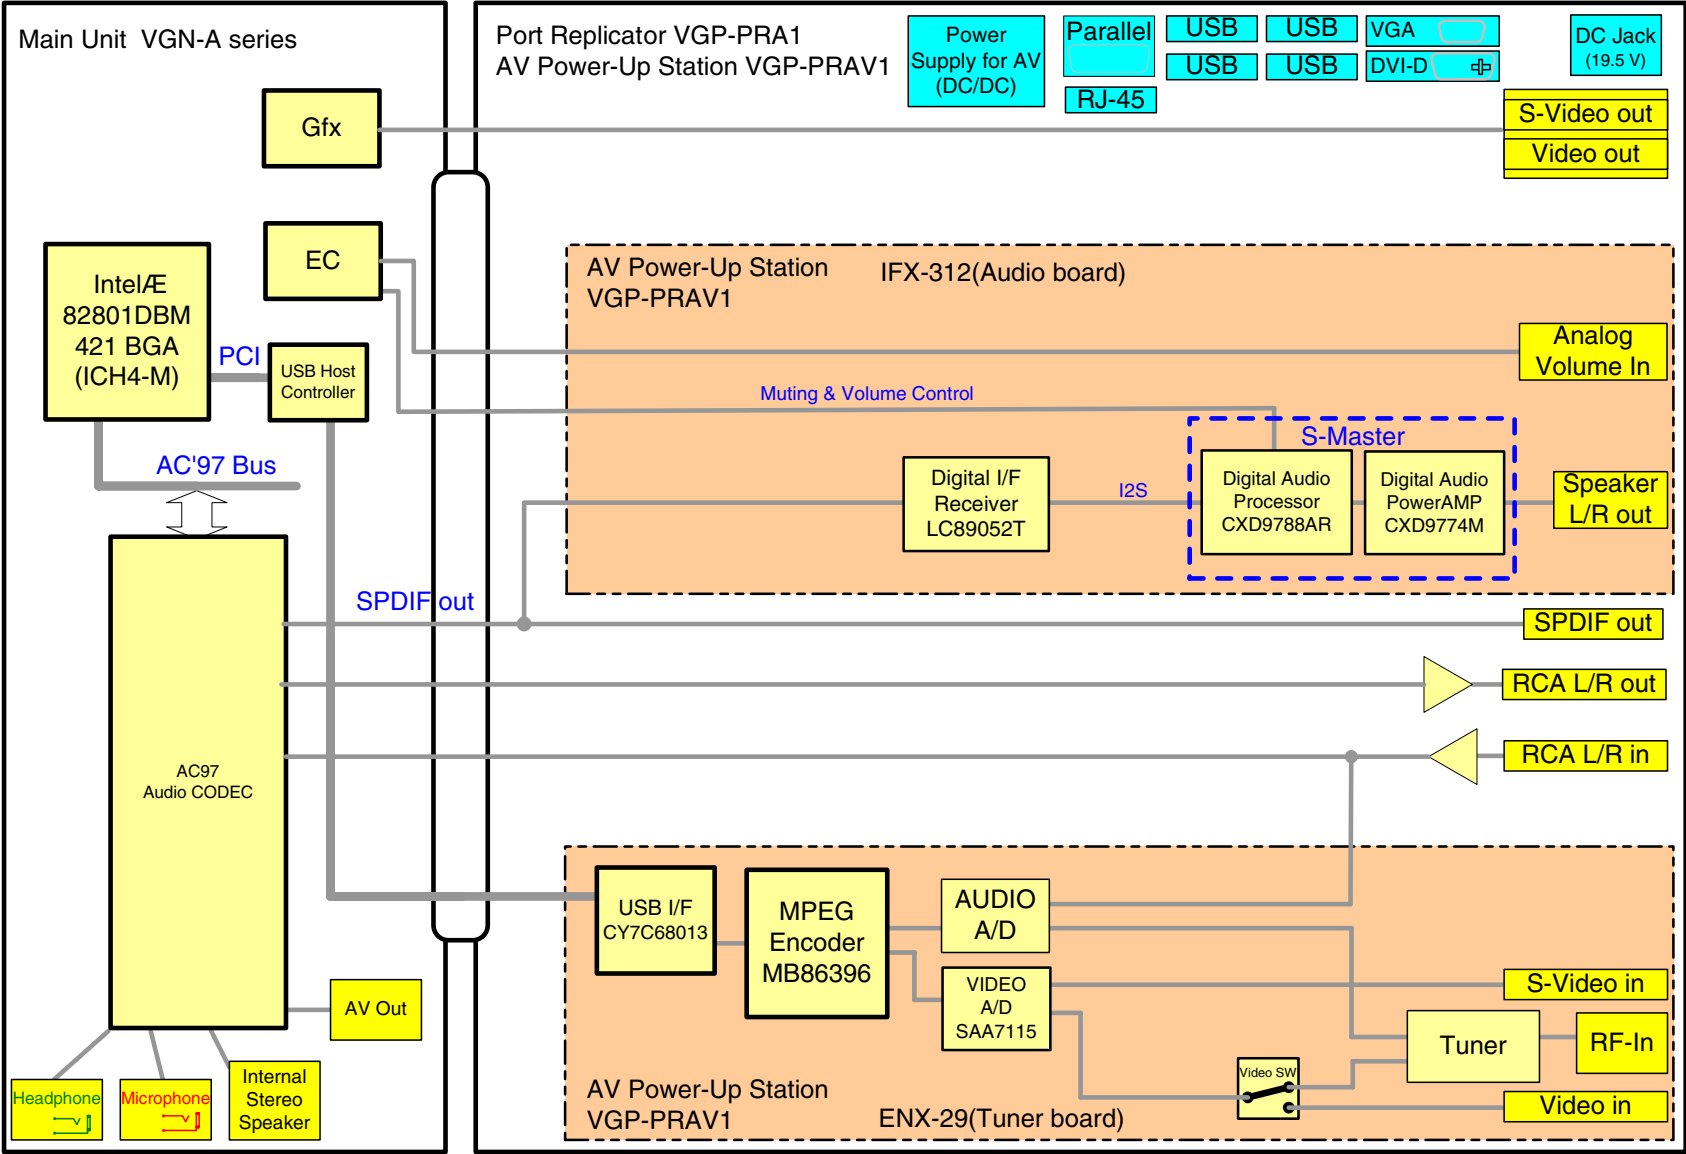 Main Unit  VGN-A series
Port Replicator VGP-PRA1
AV Power-Up Station VGP-PRAV1
Power
Supply for AV
(DC/DC)
Parallel
RJ-45
USB
USB
USB
USB
VGA
DVI-D
DC Jack
(19.5 V)
S-Video out
Video out
Gfx
EC
IntelÆ
82801DBM
421 BGA
(ICH4-M)
PCI
USB Host
Controller
AC'97 Bus
AV Power-Up Station
VGP-PRAV1
IFX-312(Audio board)
Analog
Volume In
Muting & Volume Control
S-Master
Digital I/F
Receiver
LC89052T
I2S
Digital Audio
Processor
CXD9788AR
Digital Audio
PowerAMP
CXD9774M
Speaker
L/R out
SPDIF out
SPDIF out
RCA L/R out
RCA L/R in
AC97
Audio CODEC
USB I/F
CY7C68013
MPEG
Encoder
MB86396
AUDIO
A/D
VIDEO
A/D
SAA7115
S-Video in
Tuner
RF-In
Video SW
Video in
AV Power-Up Station
VGP-PRAV1
ENX-29(Tuner board)
AV Out
Headphone
Microphone
Internal
Stereo
Speaker